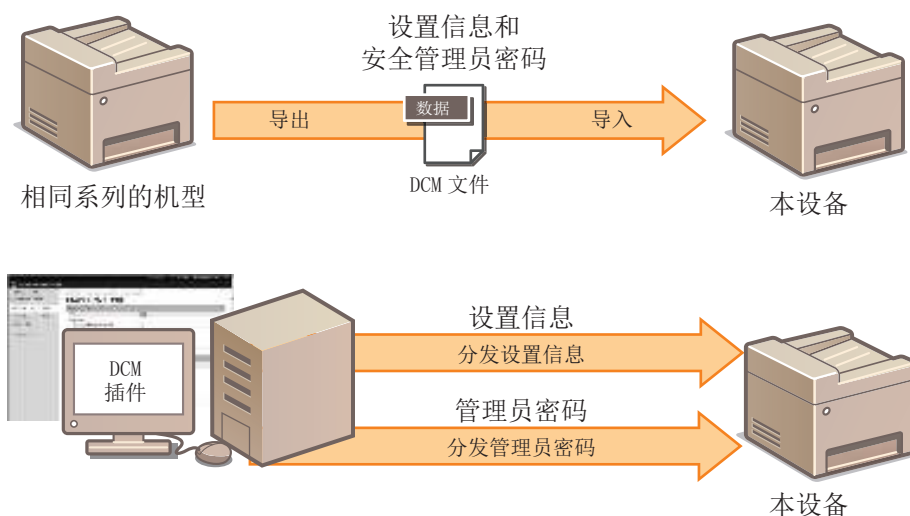 设置信息和
安全管理员密码
导出
数据
导入
DCM 文件
相同系列的机型
本设备
DCM
插件
设置信息
分发设置信息
管理员密码
分发管理员密码
本设备